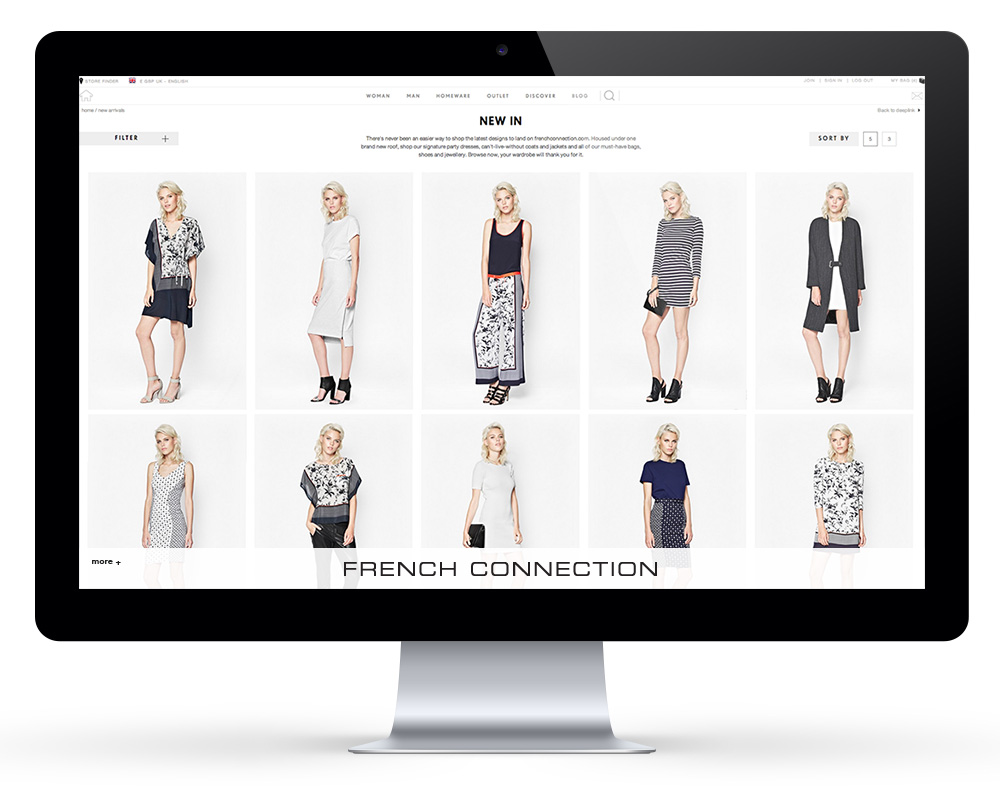 STORE FINDER £ GBP UK - ENGLISH JOIN | SIGN IN | LOG OUT MY BAG (0)
WOMAN MAN HOMEWARE OUTLET DISCOVER BLOG
home / new arrivals Back to deeplink
NEW IN
FILTER +
There's never been an easier way to shop the latest designs to land on frenchconnection.com. Housed under one
brand new roof, shop our signature party dresses, can't-live-without coats and jackets and all of our must-have bags,
shoes and jewellery. Browse now, your wardrobe will thank you for it.
SORT BY 5 3
more +
FRENCH CONNECTION